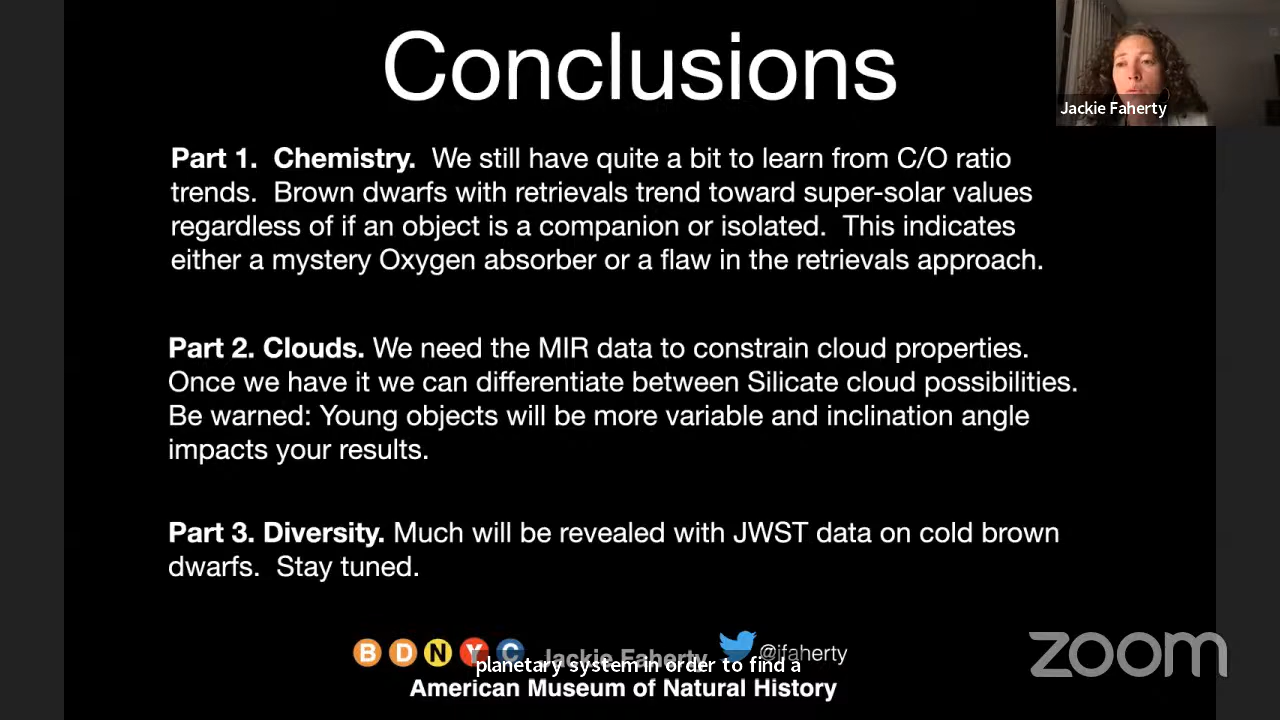 Conclusions
Jackie Faherty
Part 1.  Chemistry.  We still have quite a bit to learn from C/O ratio
trends.  Brown dwarfs with retrievals trend toward super-solar values
regardless of if an object is a companion or isolated.  This indicates
either a mystery Oxygen absorber or a flaw in the retrievals approach.
Part 2. Clouds. We need the MIR data to constrain cloud properties.
Once we have it we can differentiate between Silicate cloud possibilities.
Be warned: Young objects will be more variable and inclination angle
impacts your results.
Part 3. Diversity. Much will be revealed with JWST data on cold brown
dwarfs.  Stay tuned.
B D N Y C Jackie Faherty @jfaherty
planetary system in order to find a
American Museum of Natural History
zoom